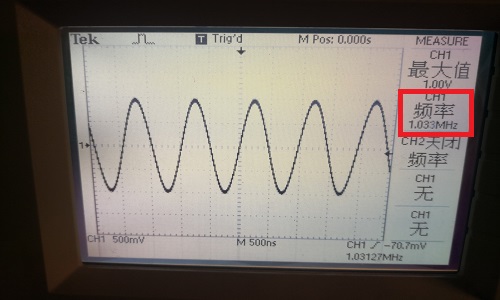 Tek T Trig'd M Pos: 0.000s MEASURE
CH1
最大值
1.00V
CH1
频率
1.033MHz
CH2关闭
频率
CH1
无
CH1
无
1
CH1 500mV M 500ns CH1 -70.7mV
1.03127MHz